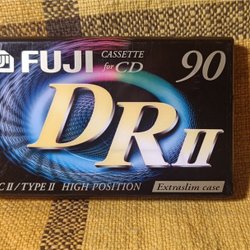 FUJI CASSETTE for CD 90
DR II
C II/TYPE II HIGH POSITION Extraslim case